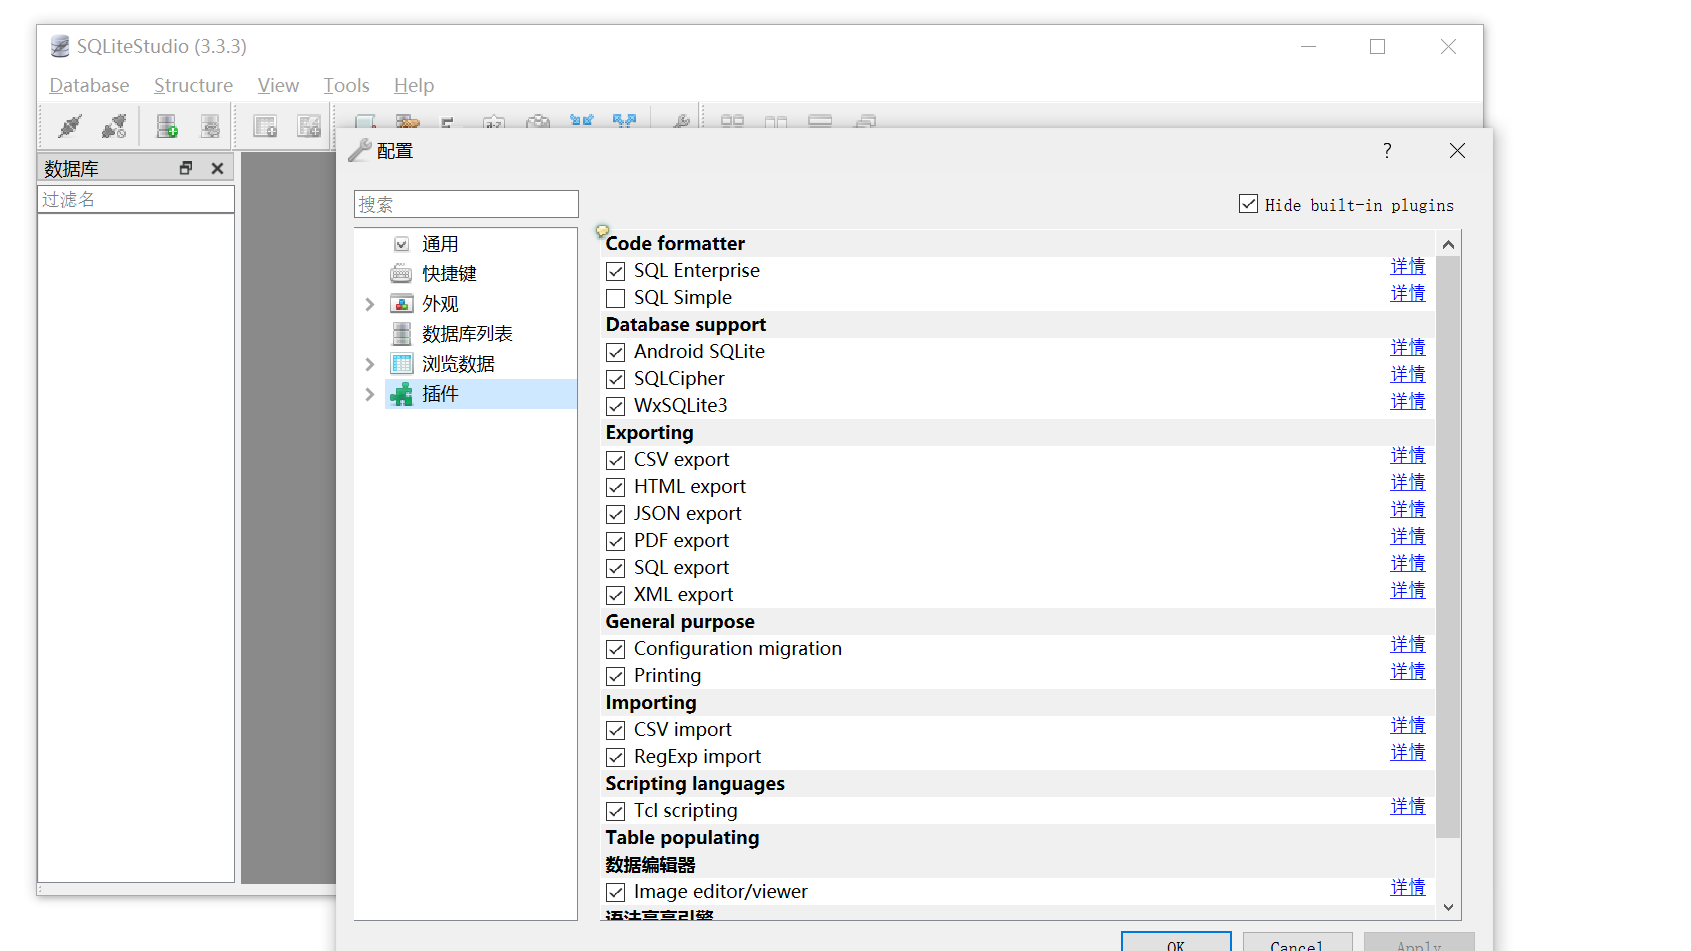 SQLiteStudio (3.3.3)
Database Structure View Tools Help
数据库
过滤名
配置
?
搜索
Hide built-in plugins
通用
快捷键
外观
数据库列表
浏览数据
插件
Code formatter
SQL Enterprise 详情
SQL Simple 详情
Database support
Android SQLite 详情
SQLCipher 详情
WxSQLite3 详情
Exporting
CSV export 详情
HTML export 详情
JSON export 详情
PDF export 详情
SQL export 详情
XML export 详情
General purpose
Configuration migration 详情
Printing 详情
Importing
CSV import 详情
RegExp import 详情
Scripting languages
Tcl scripting 详情
Table populating
数据编辑器
Image editor/viewer 详情
语法高亮引擎
OK Cancel Apply